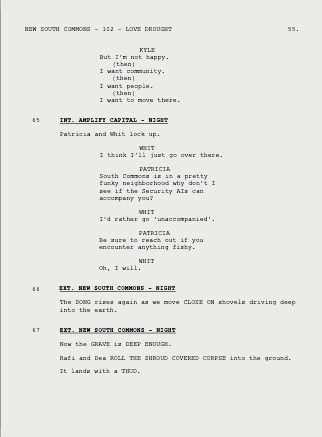 NEW SOUTH COMMONS - 102 - LOVE DROUGHT 55.
KYLE
But I'm not happy.
(then)
I want community.
(then)
I want people.
(then)
I want to move there.
65 INT. AMPLIFY CAPITAL - NIGHT
Patricia and Whit lock up.
WHIT
I think I'll just go over there.
PATRICIA
South Commons is in a pretty
funky neighborhood why don't I
see if the Security AIs can
accompany you?
WHIT
I'd rather go 'unaccompanied'.
PATRICIA
Be sure to reach out if you
encounter anything fishy.
WHIT
Oh, I will.
66 EXT. NEW SOUTH COMMONS - NIGHT
The SONG rises again as we move CLOSE ON shovels driving deep
into the earth.
67 EXT. NEW SOUTH COMMONS - NIGHT
Now the GRAVE is DEEP ENOUGH.
Rafi and Dea ROLL THE SHROUD COVERED CORPSE into the ground.
It lands with a THUD.